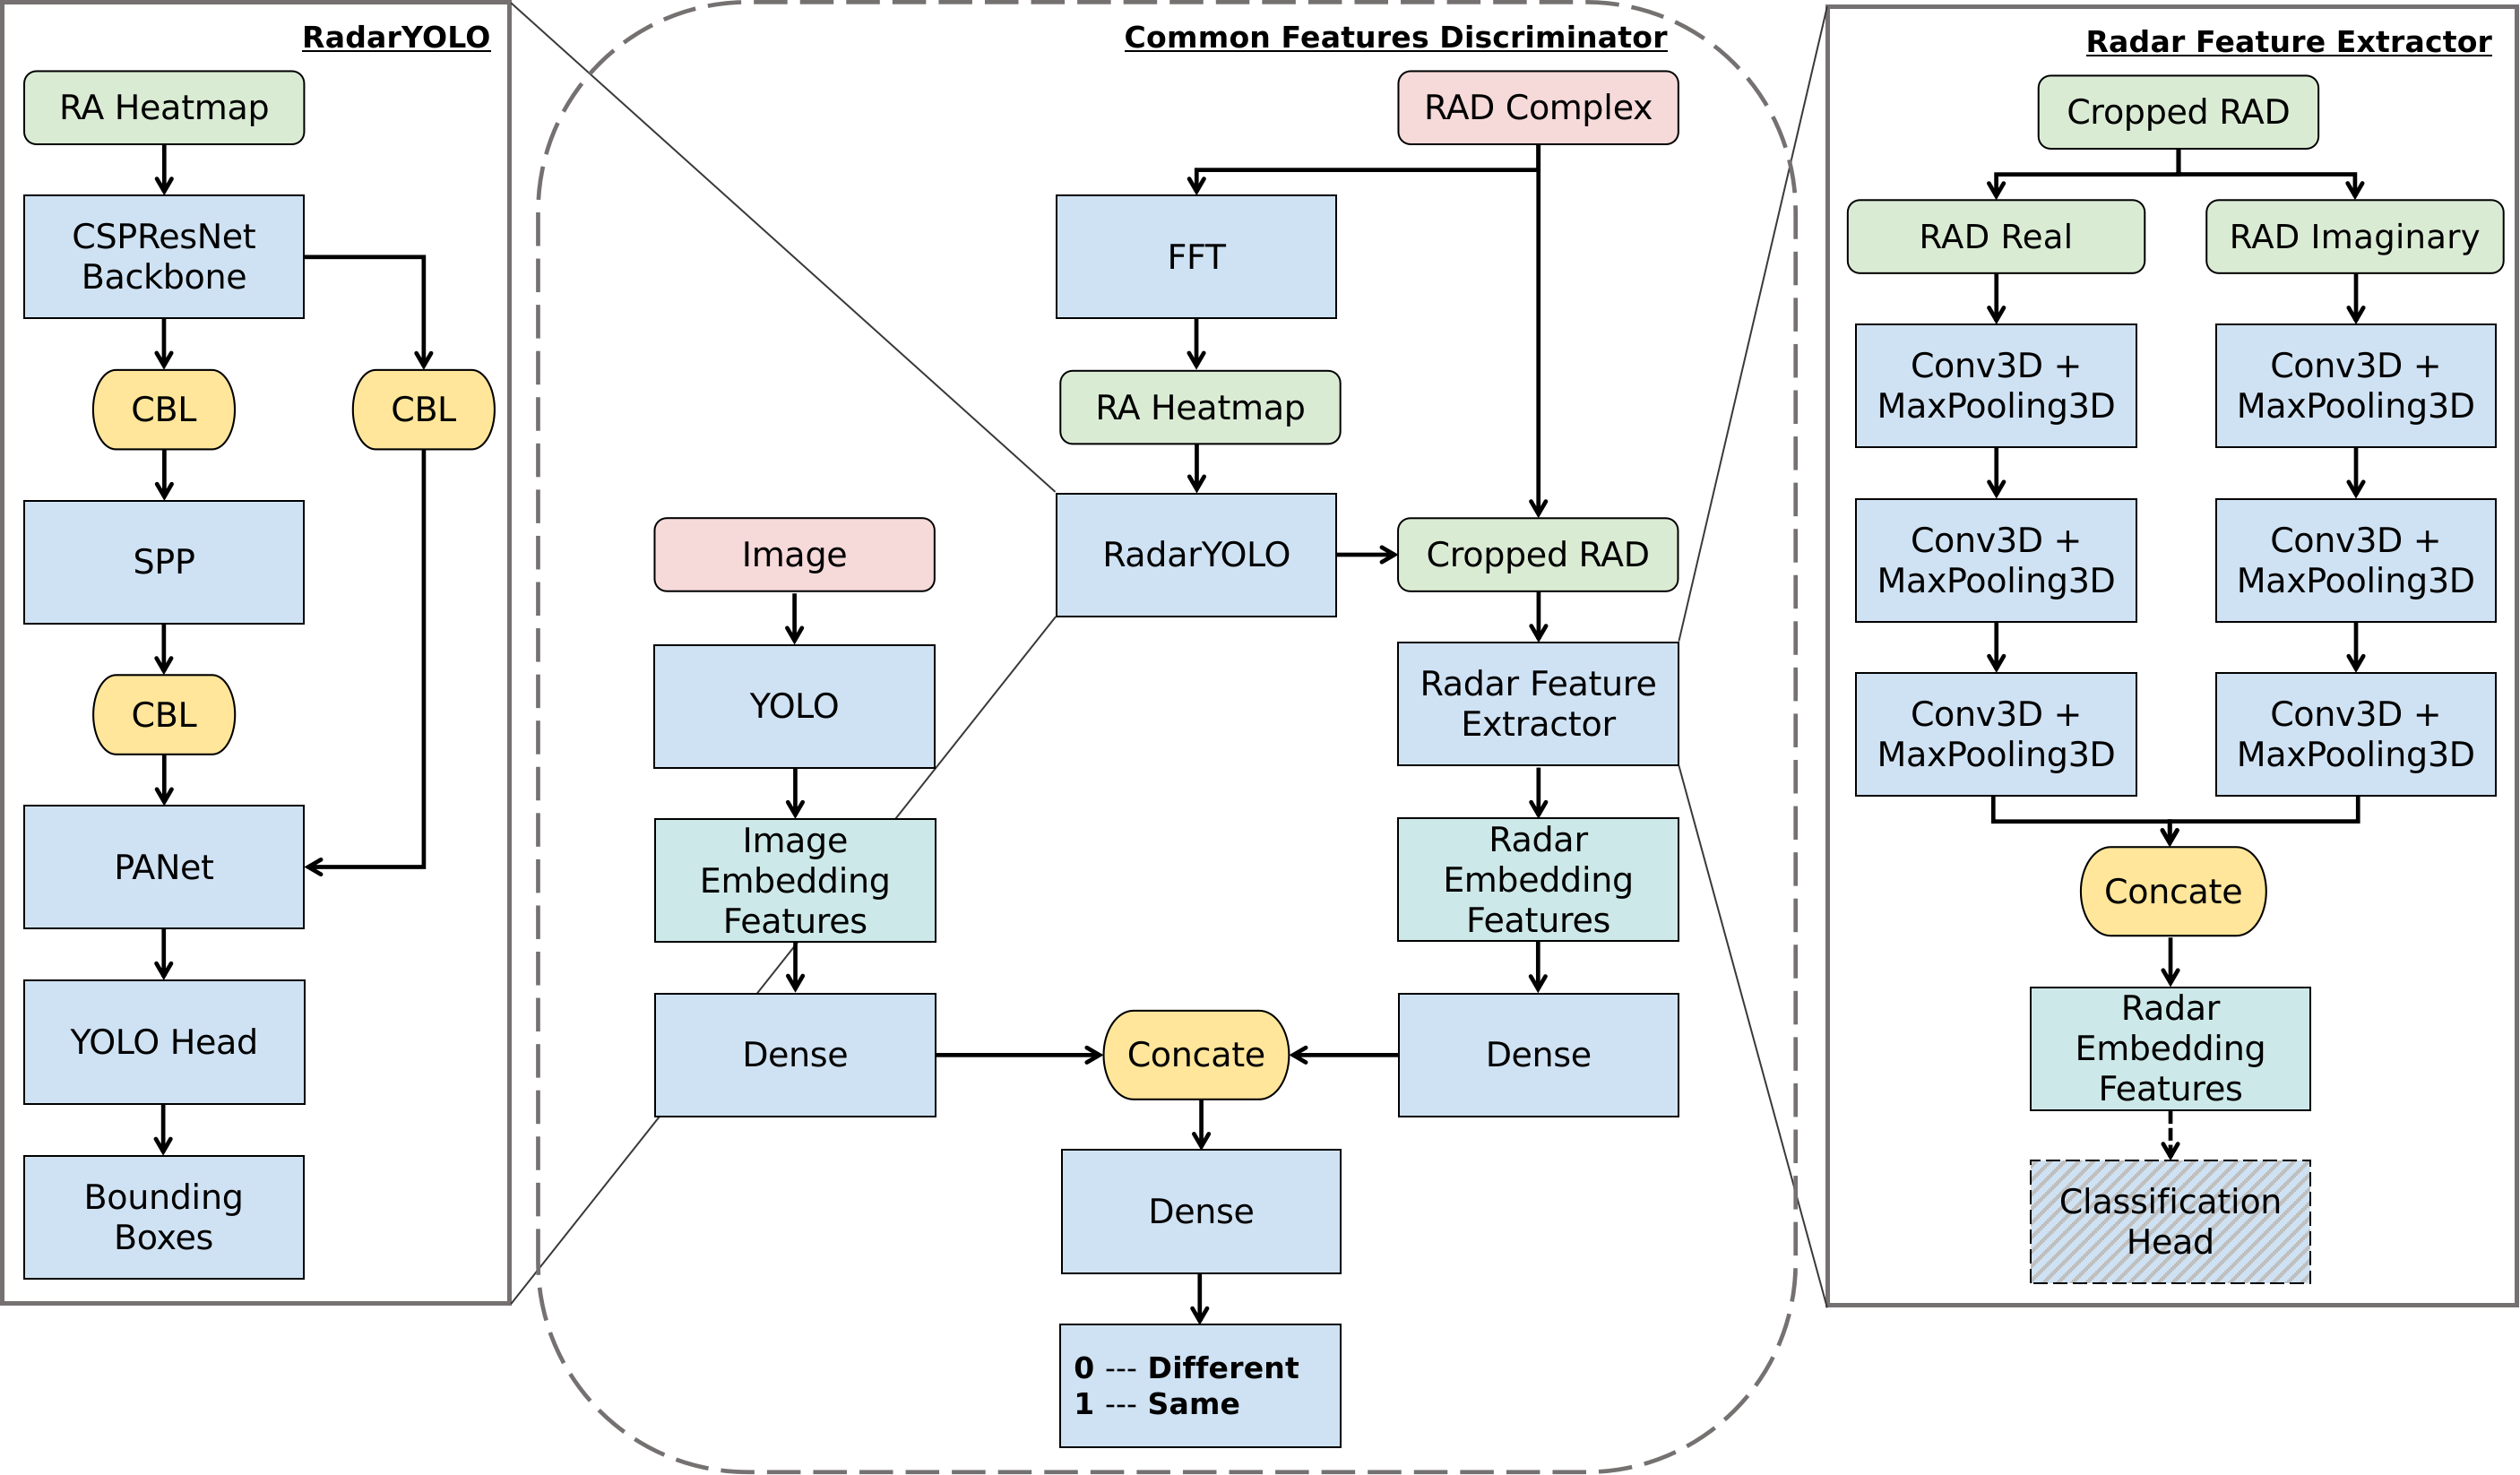 RadarYOLO
RA Heatmap
CSPResNet
Backbone
CBL
CBL
SPP
CBL
PANet
YOLO Head
Bounding
Boxes
Common Features Discriminator
RAD Complex
FFT
RA Heatmap
RadarYOLO
Cropped RAD
Image
YOLO
Radar Feature
Extractor
Image
Embedding
Features
Radar
Embedding
Features
Dense
Concate
Dense
Dense
0 --- Different
1 --- Same
Radar Feature Extractor
Cropped RAD
RAD Real
RAD Imaginary
Conv3D +
MaxPooling3D
Conv3D +
MaxPooling3D
Conv3D +
MaxPooling3D
Conv3D +
MaxPooling3D
Conv3D +
MaxPooling3D
Conv3D +
MaxPooling3D
Concate
Radar
Embedding
Features
Classification
Head